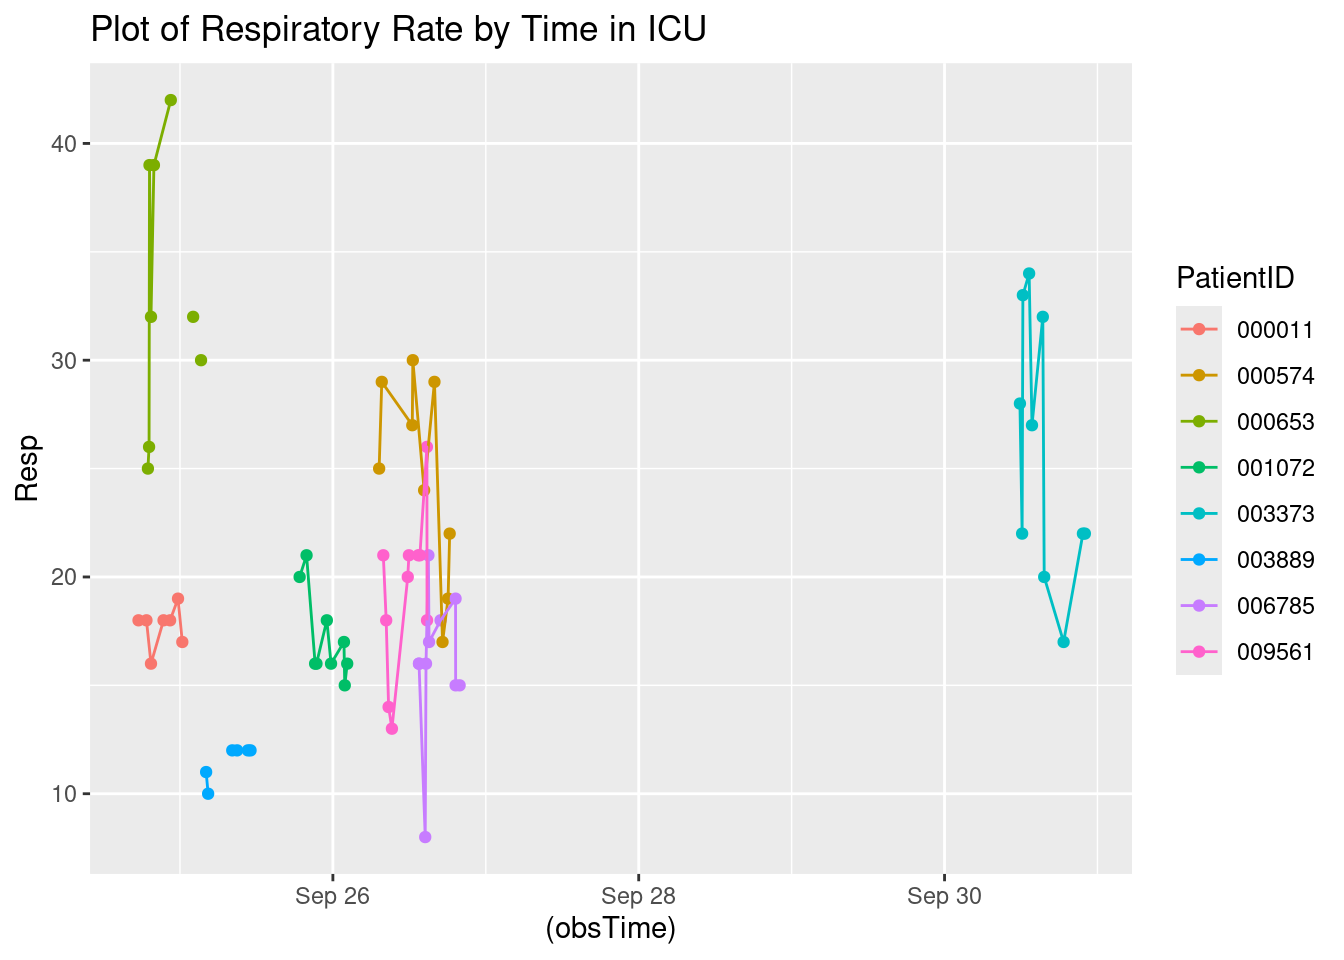 Plot of Respiratory Rate by Time in ICU
40
30
20
10
Resp
Sep 26
Sep 28
Sep 30
(obsTime)
PatientID
000011
000574
000653
001072
003373
003889
006785
009561